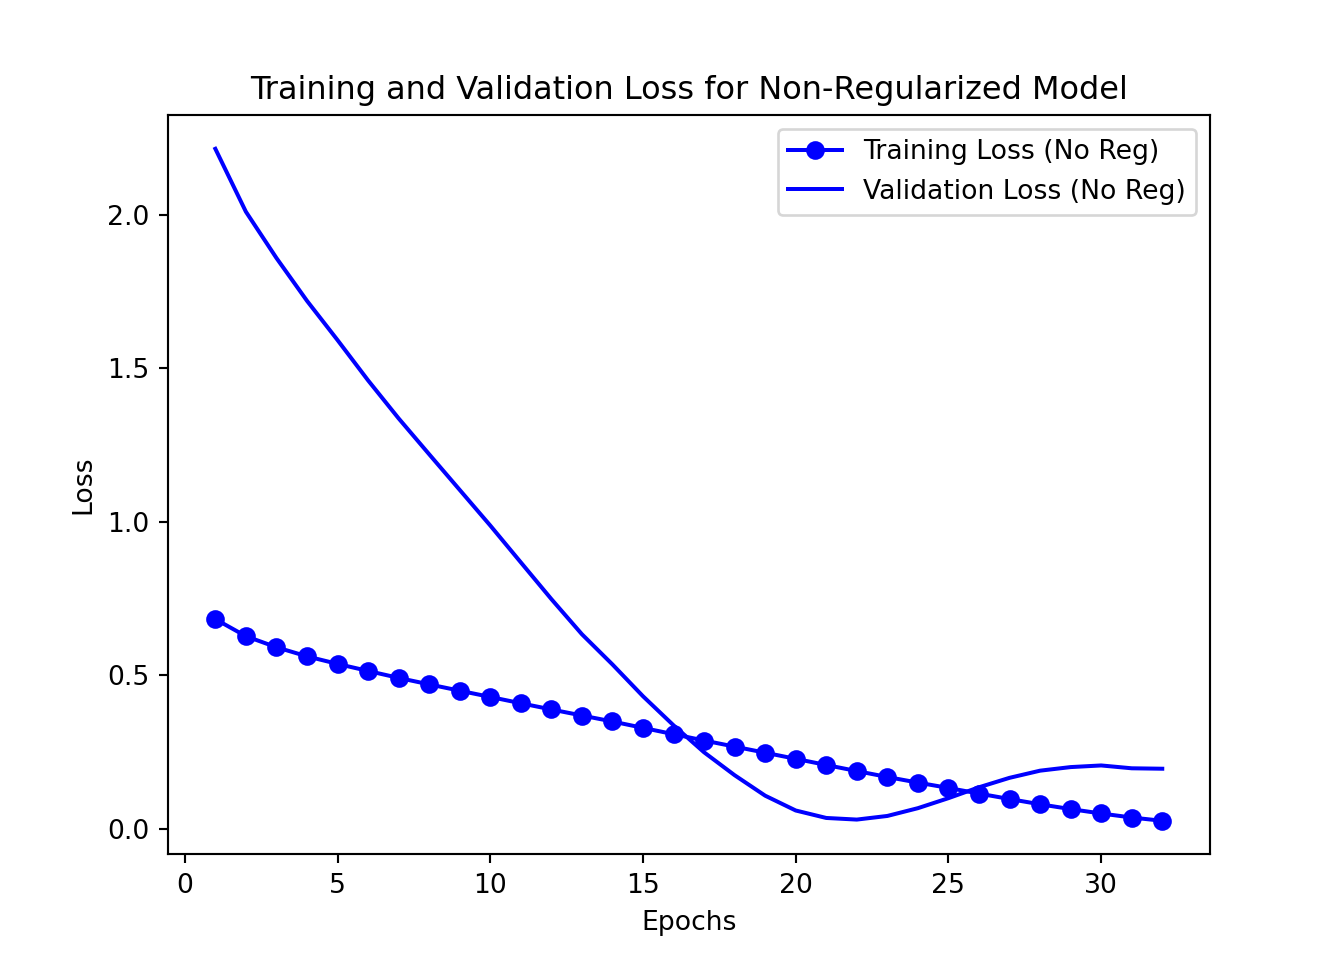 Training and Validation Loss for Non-Regularized Model
Training Loss (No Reg)
Validation Loss (No Reg)
2.0
1.5
1.0
0.5
0.0
Loss
0 5 10 15 20 25 30
Epochs